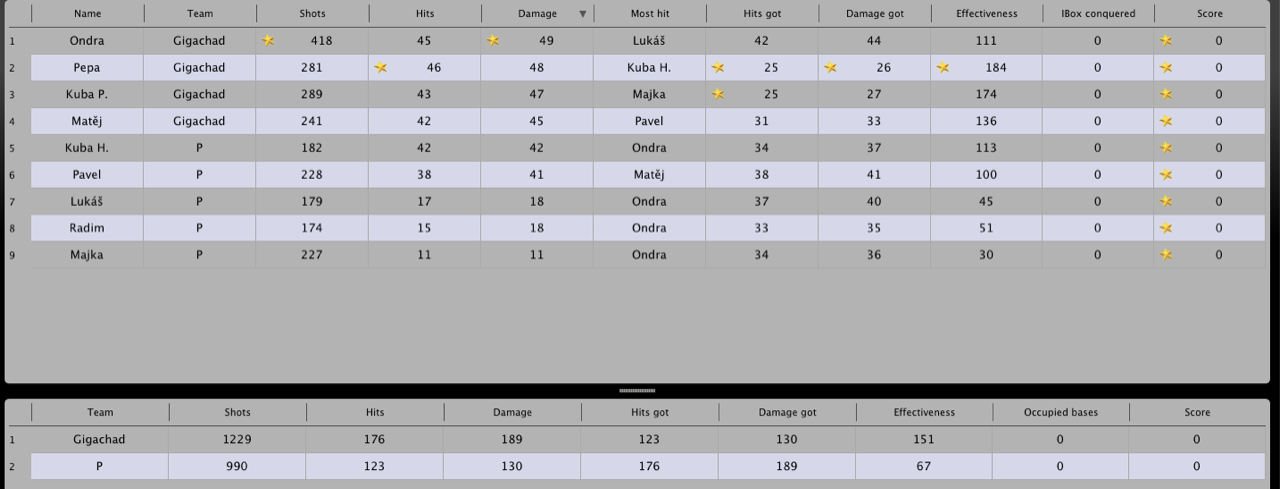 Name Team Shots Hits Damage Most hit Hits got Damage got Effectiveness IBox conquered Score
1 Ondra Gigachad 418 45 49 Lukáš 42 44 111 0 0
2 Pepa Gigachad 281 46 48 Kuba H. 25 26 184 0 0
3 Kuba P. Gigachad 289 43 47 Majka 25 27 174 0 0
4 Matěj Gigachad 241 42 45 Pavel 31 33 136 0 0
5 Kuba H. P 182 42 42 Ondra 34 37 113 0 0
6 Pavel P 228 38 41 Matěj 38 41 100 0 0
7 Lukáš P 179 17 18 Ondra 37 40 45 0 0
8 Radim P 174 15 18 Ondra 33 35 51 0 0
9 Majka P 227 11 11 Ondra 34 36 30 0 0
Team Shots Hits Damage Hits got Damage got Effectiveness Occupied bases Score
1 Gigachad 1229 176 189 123 130 151 0 0
2 P 990 123 130 176 189 67 0 0